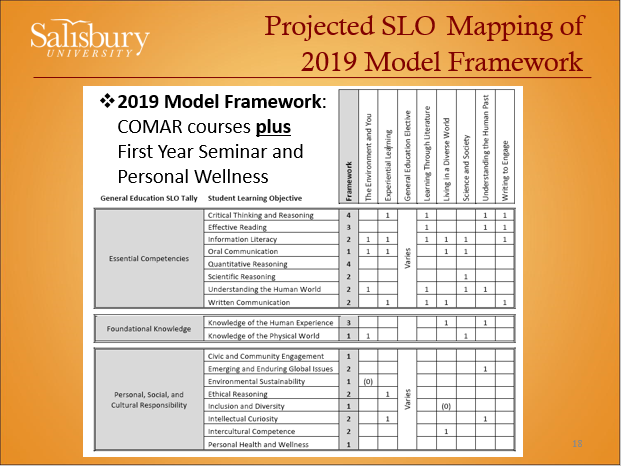 Salisbury
UNIVERSITY
Projected SLO Mapping of
2019 Model Framework
❖2019 Model Framework:
COMAR courses plus
First Year Seminar and
Personal Wellness
General Education SLO Tally Student Learning Objective Framework The Environment and You Experiential Learning General Education Elective Learning Through Literature Living in a Diverse World Science and Society Understanding the Human Past Writing to Engage
Essential Competencies
Critical Thinking and Reasoning 4 1 1 1 1
Effective Reading 3 1 1 1
Information Literacy 2 1 1 1 1 1 1
Oral Communication 1 1 1 1 1
Varies
Quantitative Reasoning 4
Scientific Reasoning 2 1
Understanding the Human World 2 1 1 1 1
Written Communication 2 1 1 1 1
Foundational Knowledge
Knowledge of the Human Experience 3 1 1
Knowledge of the Physical World 1 1 1
Personal, Social, and
Cultural Responsibility
Civic and Community Engagement 1
Emerging and Enduring Global Issues 2 1
Environmental Sustainability 1 (0)
Ethical Reasoning 2 1
Varies
Inclusion and Diversity 1 (0)
Intellectual Curiosity 2 1 1
Intercultural Competence 2 1
Personal Health and Wellness 1
18